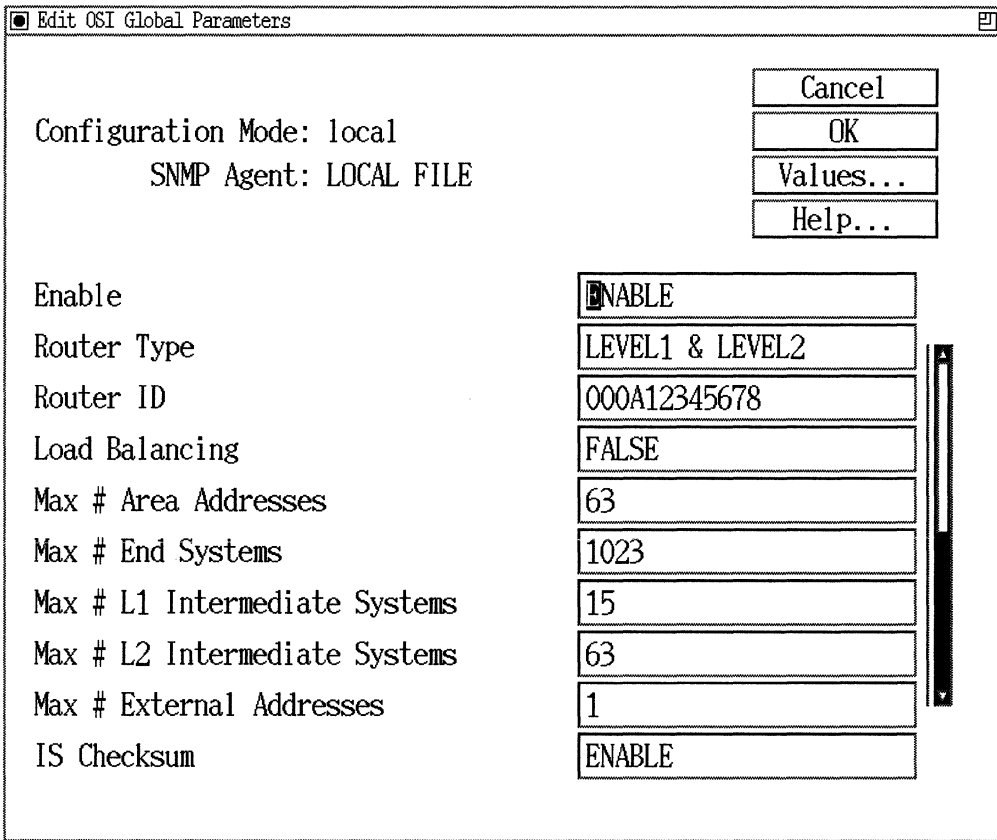 Edit OSI Global Parameters
Cancel
Configuration Mode: local
OK
SNMP Agent: LOCAL FILE
Values...
Help...
Enable ENABLE
Router Type LEVEL1 & LEVEL2
Router ID 000A12345678
Load Balancing FALSE
Max # Area Addresses 63
Max # End Systems 1023
Max # L1 Intermediate Systems 15
Max # L2 Intermediate Systems 63
Max # External Addresses 1
IS Checksum ENABLE